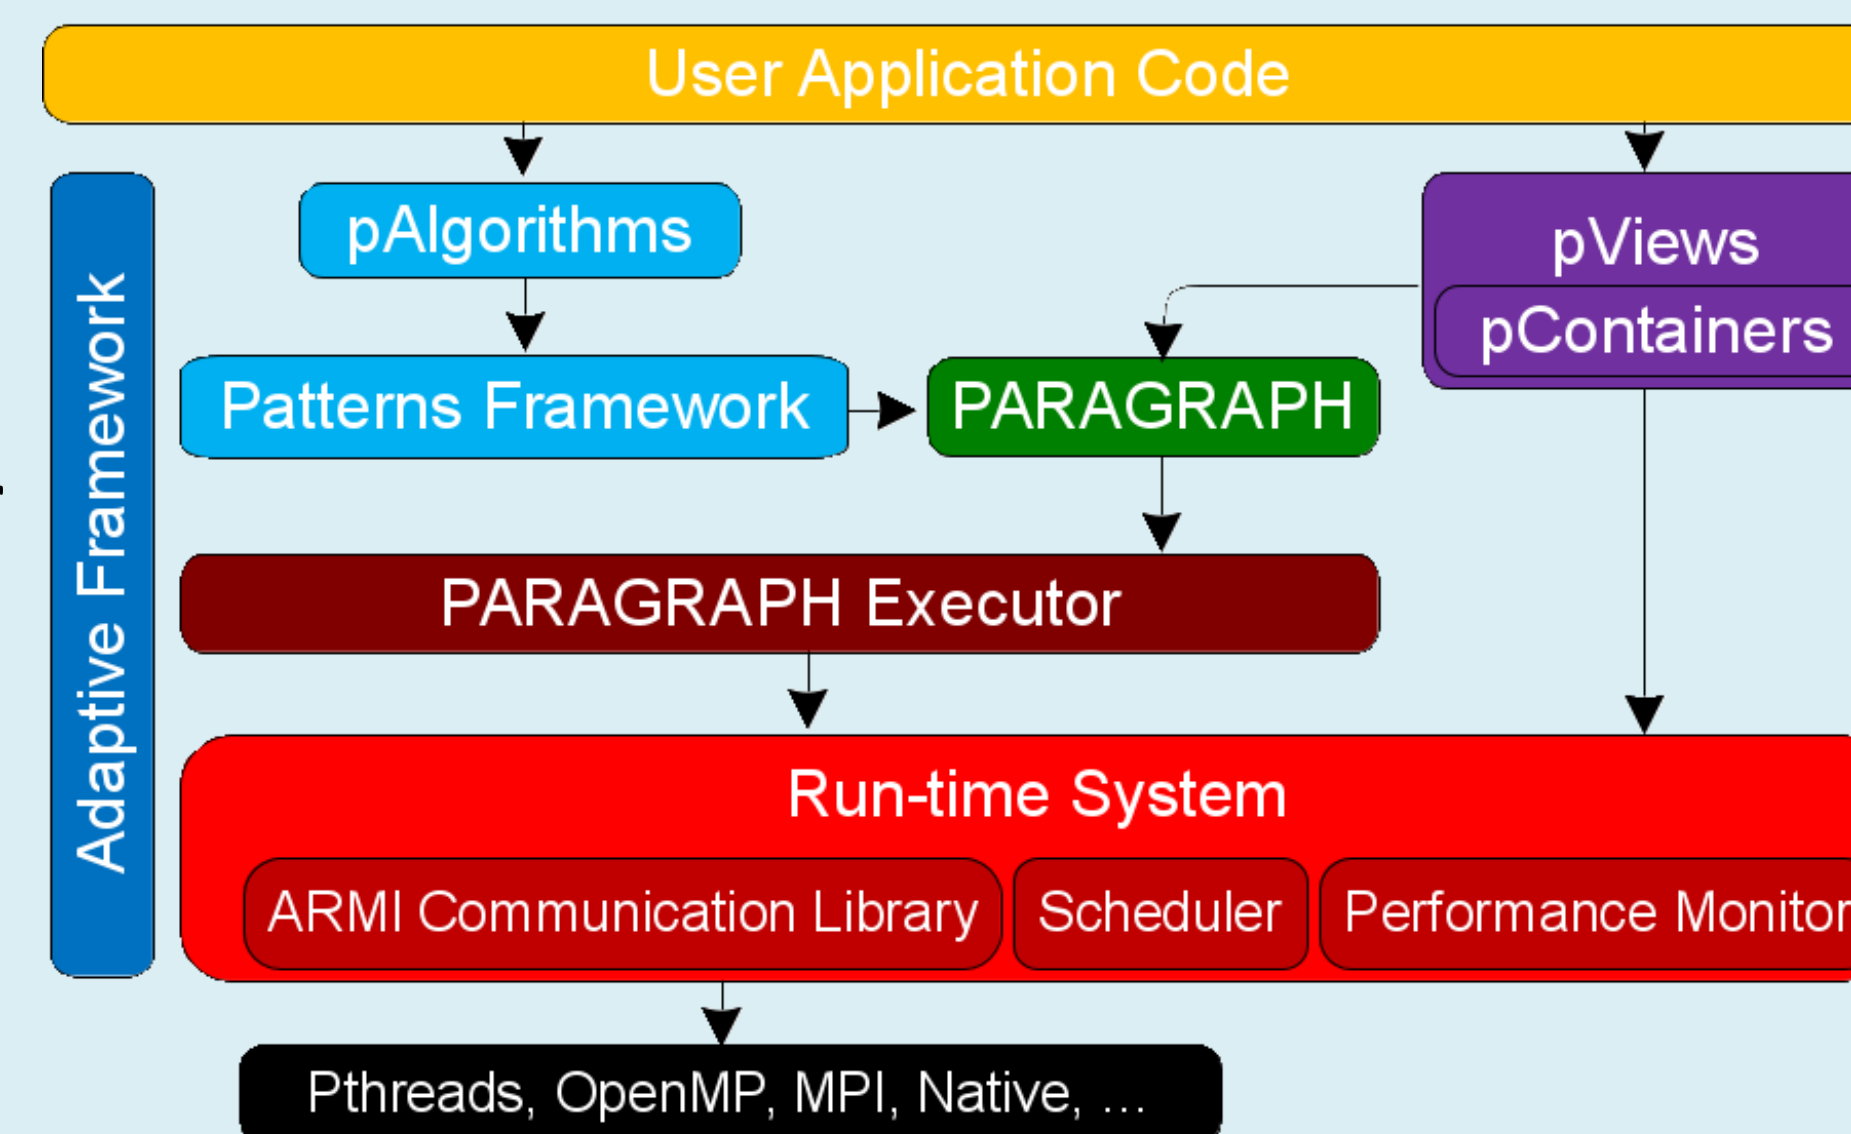 User Application Code
pAlgorithms
pViews
pContainers
Patterns Framework
PARAGRAPH
Adaptive Framework
PARAGRAPH Executor
Run-time System
ARMI Communication Library
Scheduler
Performance Monitor
Pthreads, OpenMP, MPI, Native, ...